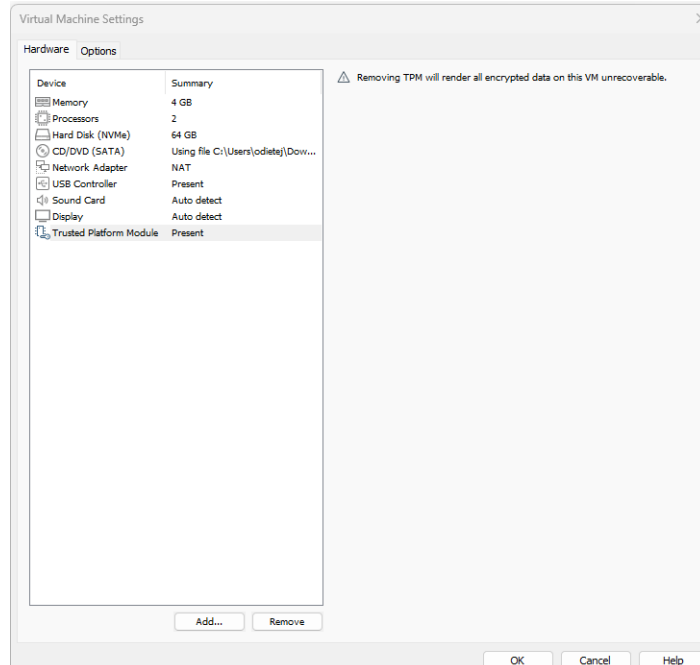 Virtual Machine Settings
Hardware Options
Device Summary
Memory 4 GB
Processors 2
Hard Disk (NVMe) 64 GB
CD/DVD (SATA) Using file C:\Users\odietej\Dow...
Network Adapter NAT
USB Controller Present
Sound Card Auto detect
Display Auto detect
Trusted Platform Module Present
Removing TPM will render all encrypted data on this VM unrecoverable.
Add... Remove
OK Cancel Help